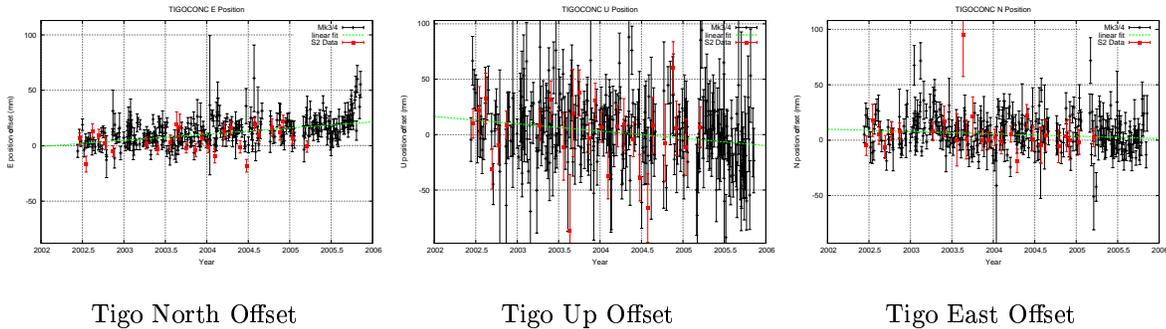 TIGOCONC E Position
Mk3/4
linear fit
S2 Data
E position offset (mm)
100
50
0
-50
2002 2002.5 2003 2003.5 2004 2004.5 2005 2005.5 2006
Year
Tigo North Offset
TIGOCONC U Position
Mk3/4
linear fit
S2 Data
U position offset (mm)
100
50
0
-50
2002 2002.5 2003 2003.5 2004 2004.5 2005 2005.5 2006
Year
Tigo Up Offset
TIGOCONC N Position
Mk3/4
linear fit
S2 Data
N position offset (mm)
100
50
0
-50
2002 2002.5 2003 2003.5 2004 2004.5 2005 2005.5 2006
Year
Tigo East Offset